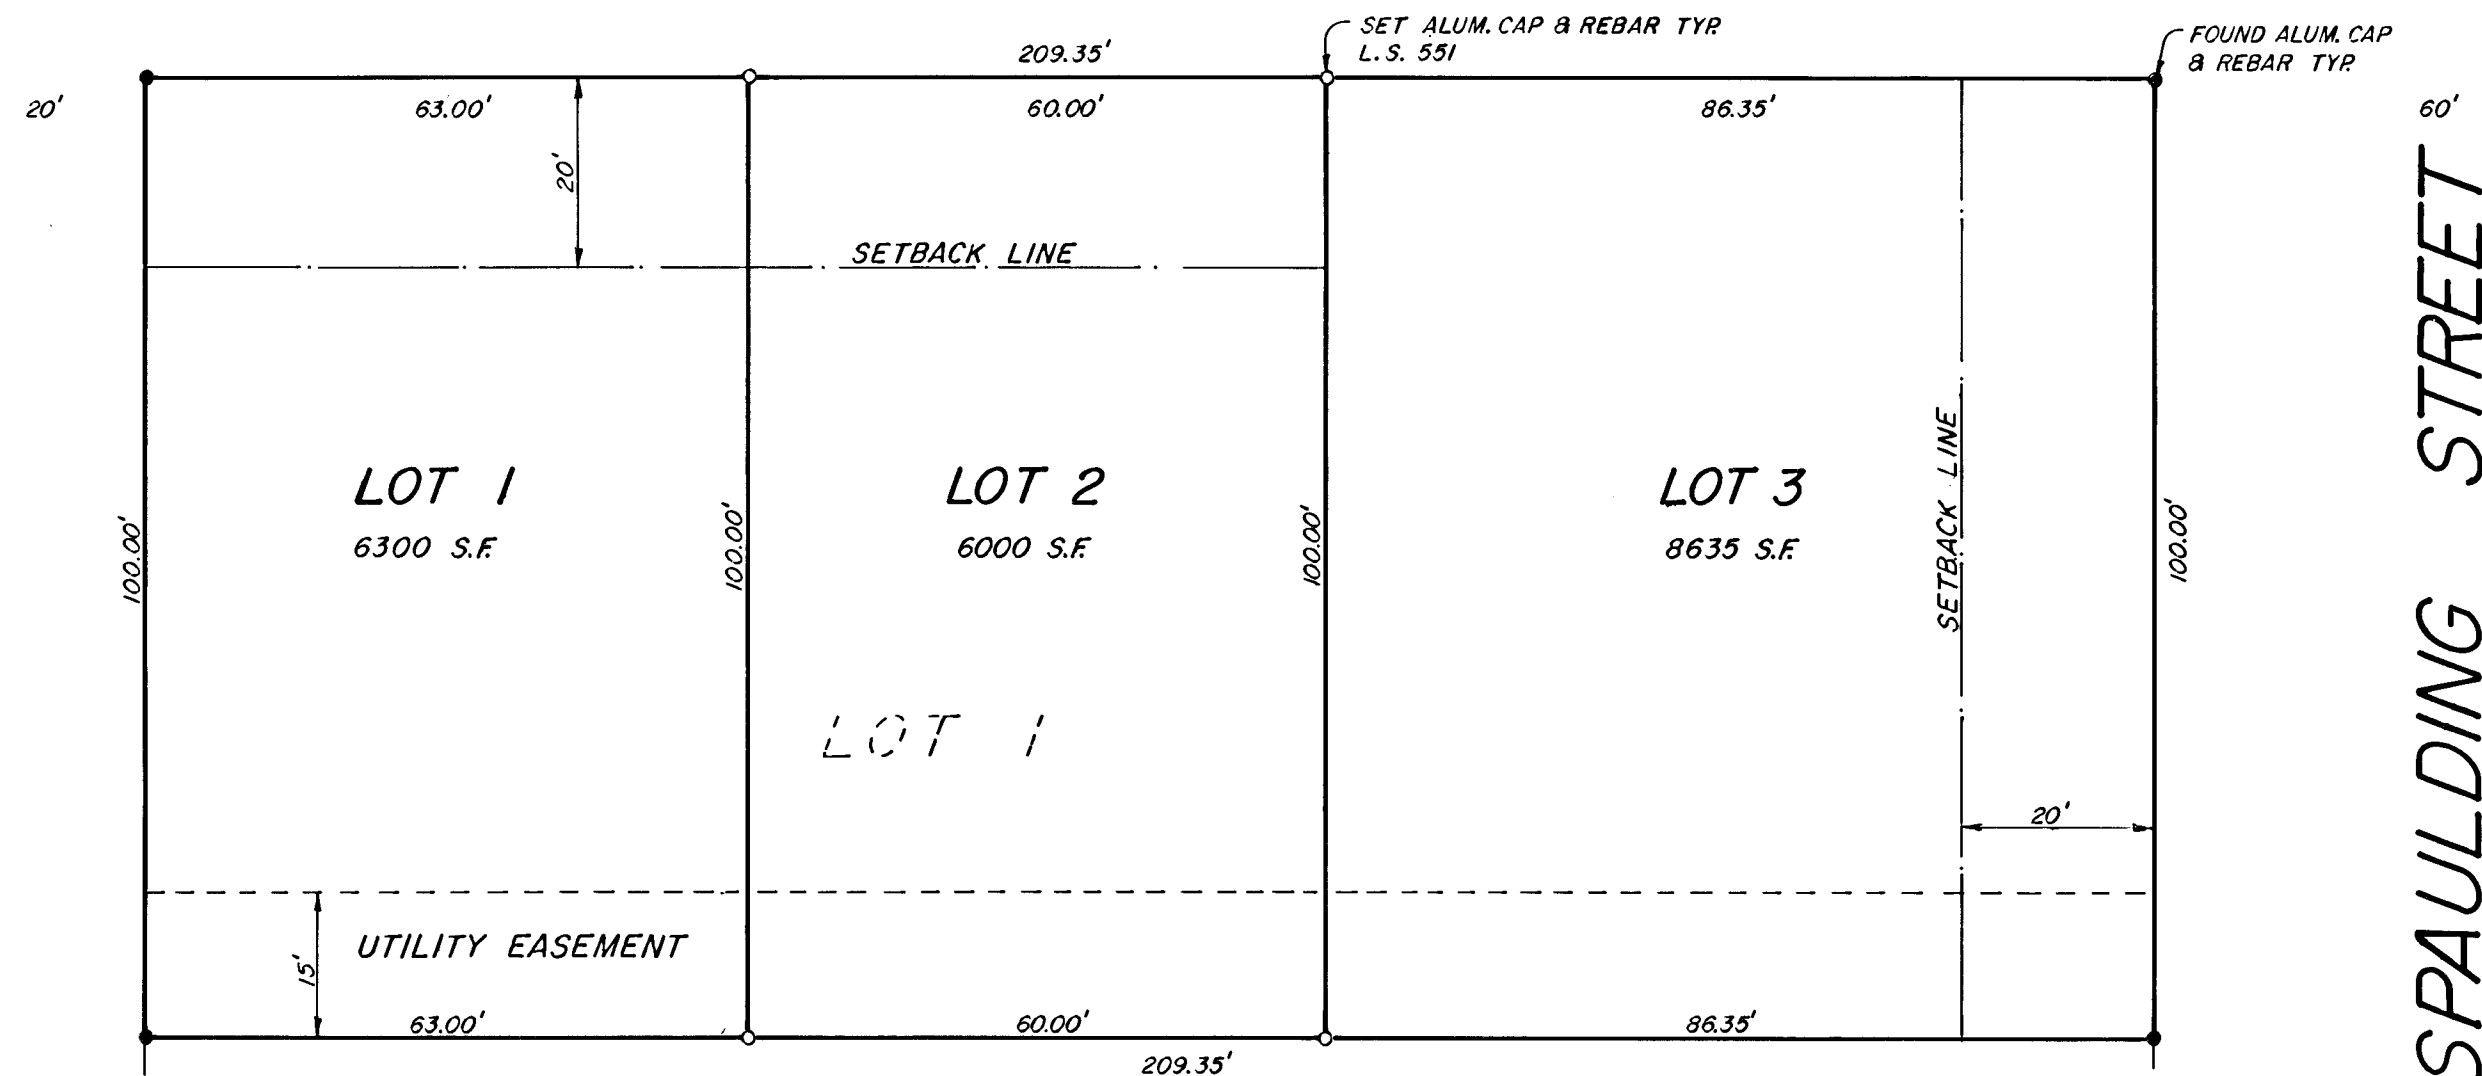 SET ALUM. CAP & REBAR TYP.
L.S. 551
FOUND ALUM. CAP
& REBAR TYP.
209.35'
20'
63.00'
60.00'
86.35'
60'
20'
SETBACK LINE
LOT 1
6300 S.F.
LOT 2
6000 S.F.
LOT 3
8635 S.F.
100.00'
100.00'
100.00'
SETBACK LINE
100.00'
SPAULDING STREET
LOT 1
20'
UTILITY EASEMENT
15'
63.00'
60.00'
86.35'
209.35'